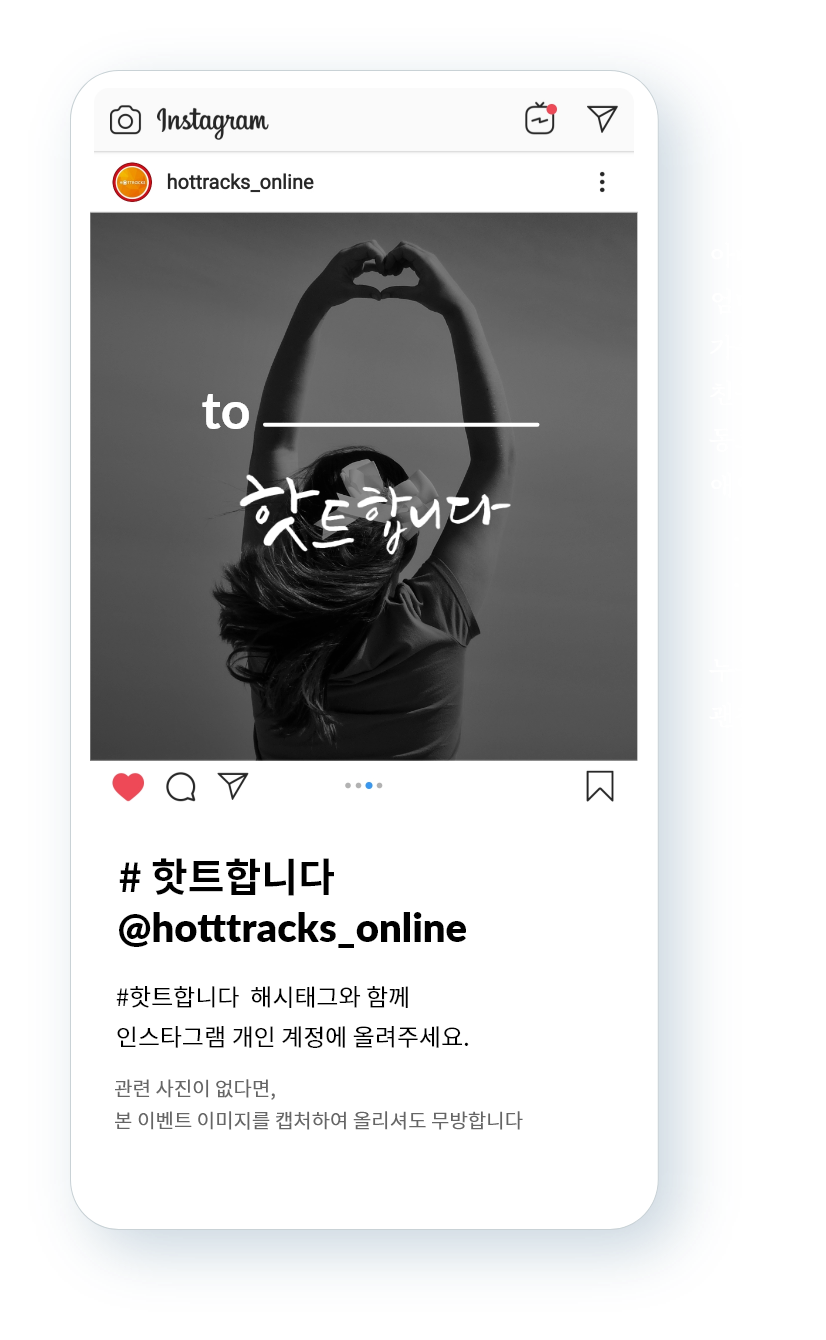 Instagram
HOTTRACKS
hottracks_online
to
핫트합니다
# 핫트합니다
@hotttracks_online
#핫트합니다 해시태그와 함께
인스타그램 개인 계정에 올려주세요.
관련 사진이 없다면,
본 이벤트 이미지를 캡처하여 올리셔도 무방합니다